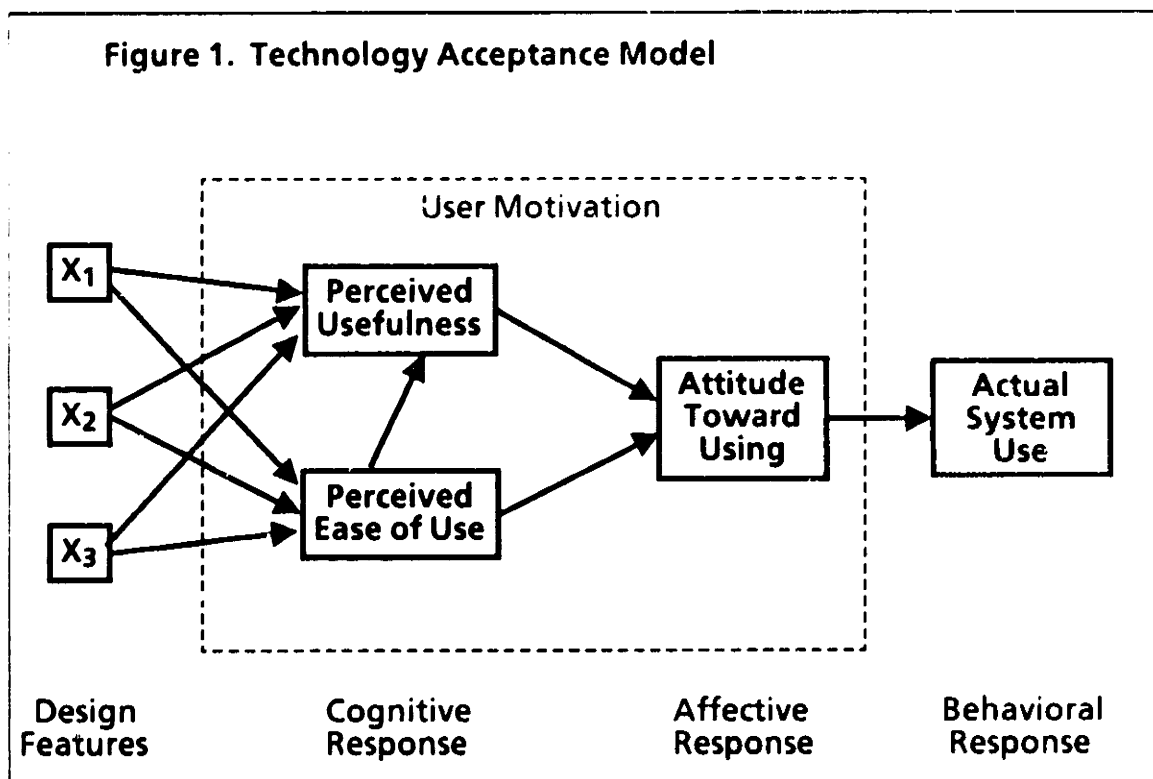 Figure 1. Technology Acceptance Model
User Motivation
X1
X2
X3
Perceived
Usefulness
Perceived
Ease of Use
Attitude
Toward
Using
Actual
System
Use
Design
Features
Cognitive
Response
Affective
Response
Behavioral
Response